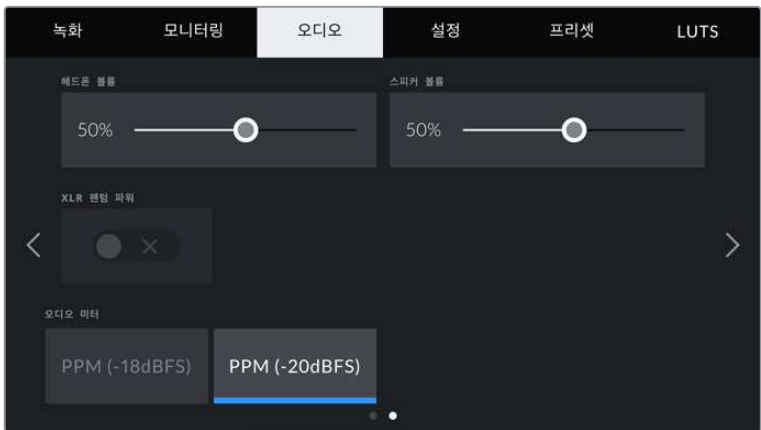 녹화 모니터링 오디오 설정 프리셋 LUTS
헤드폰 볼륨 스피커 볼륨
50% 50%
XLR 팬텀 파워
오디오 미터
PPM (-18dBFS) PPM (-20dBFS)